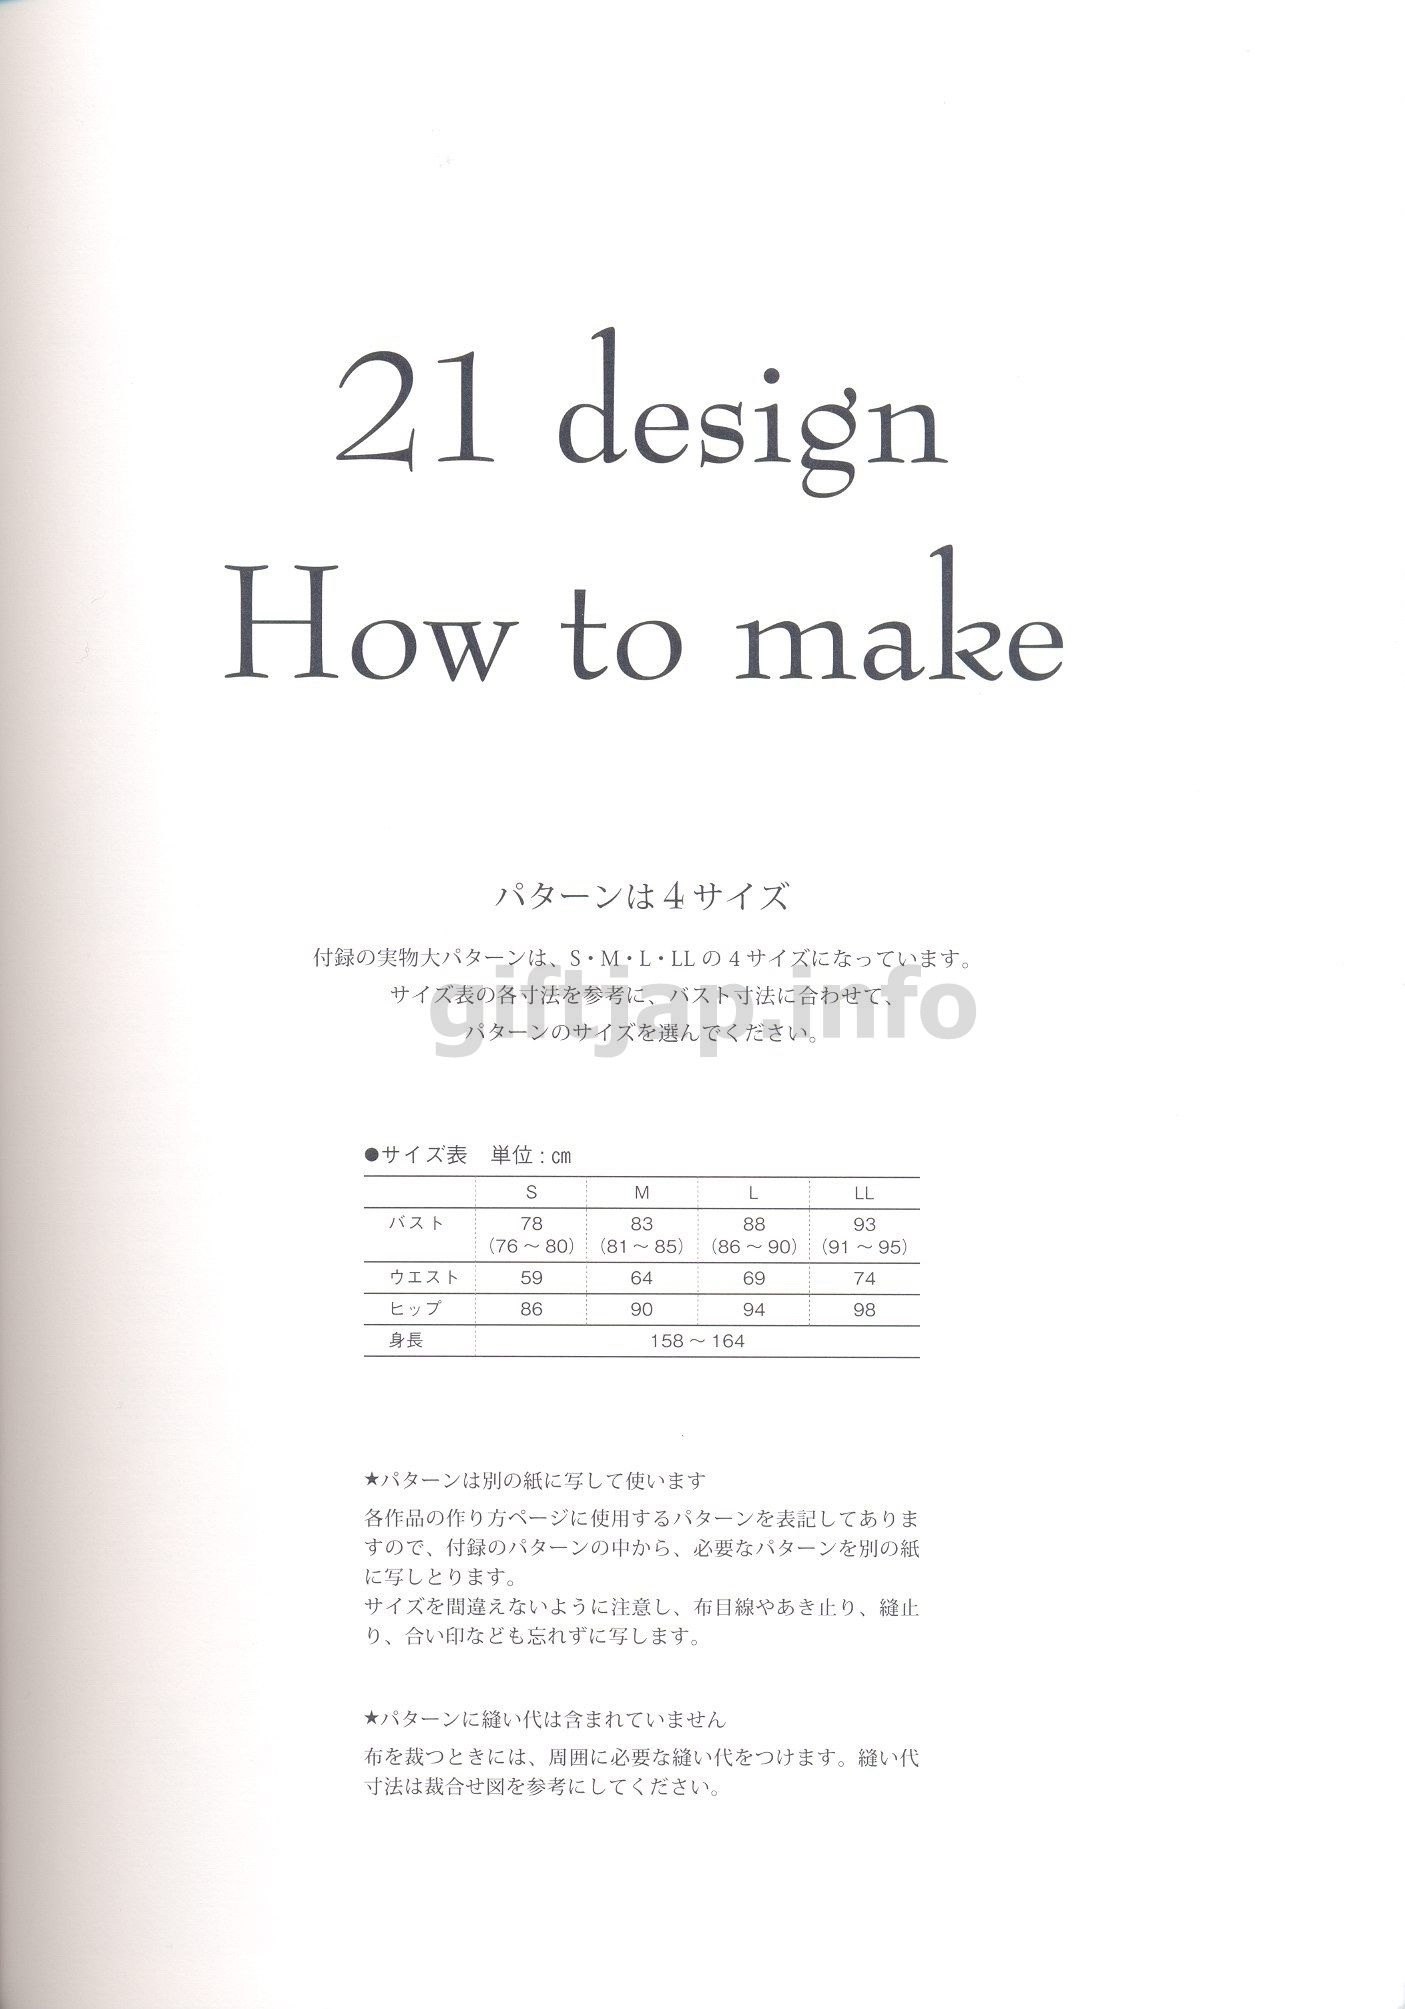 21 design
How to make
パターンは4サイズ
付録の実物大パターンは、S・M・L・LLの4サイズになっています。
サイズ表の各寸法を参考に、バスト寸法に合わせて、
パターンのサイズを選んでください。
giftjap.info
●サイズ表　単位:cm
S M L LL
バスト 78 83 88 93
(76～80) (81～85) (86～90) (91～95)
ウエスト 59 64 69 74
ヒップ 86 90 94 98
身長 158～164
★パターンは別の紙に写して使います
各作品の作り方ページに使用するパターンを表記してありま
すので、付録のパターンの中から、必要なパターンを別の紙
に写しとります。
サイズを間違えないように注意し、布目線やあき止り、縫止
り、合い印なども忘れずに写します。
★パターンに縫い代は含まれていません
布を裁つときには、周囲に必要な縫い代をつけます。縫い代
寸法は裁合せ図を参考にしてください。